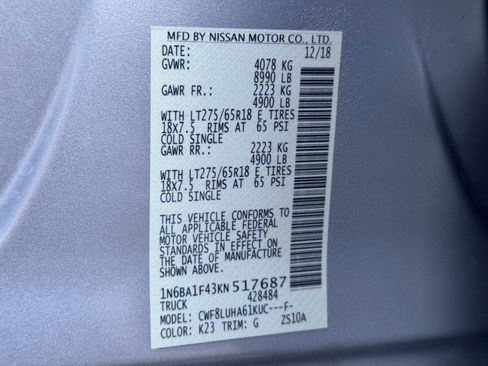 MFD BY NISSAN MOTOR CO., LTD.
DATE: 12/18
GVWR: 4078 KG
8990 LB
GAWR FR.: 2223 KG
4900 LB
WITH LT275/65R18 E TIRES
18X7.5 RIMS AT 65 PSI
COLD SINGLE
GAWR RR.: 2223 KG
4900 LB
WITH LT275/65R18 E TIRES
18X7.5 RIMS AT 65 PSI
COLD SINGLE
THIS VEHICLE CONFORMS TO
ALL APPLICABLE FEDERAL
MOTOR VEHICLE SAFETY
STANDARDS IN EFFECT ON
THE DATE OF MANUFACTURE
SHOWN ABOVE.
1N6BA1F43KN517687
TRUCK 428484
MODEL: CWF8LUHA61KUC---F-
COLOR: K23 TRIM: G ZS10A